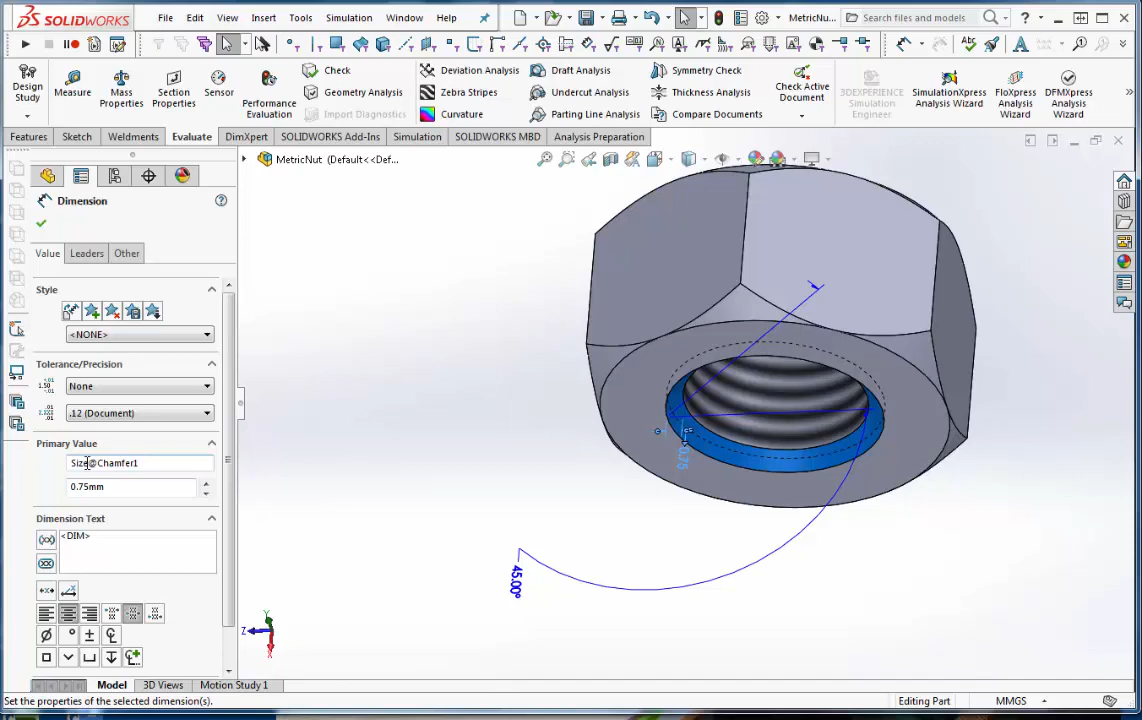 SOLIDWORKS File Edit View Insert Tools Simulation Window Help MetricNu... Search files and models
Design Study Measure Mass Properties Section Properties Sensor Performance Evaluation
Check Geometry Analysis Import Diagnostics
Deviation Analysis Zebra Stripes Curvature
Draft Analysis Undercut Analysis Parting Line Analysis
Symmetry Check Thickness Analysis Compare Documents
Check Active Document 3DEXPERIENCE Simulation Engineer SimulationXpress Analysis Wizard FloXpress Analysis Wizard DFMXpress Analysis Wizard
Features Sketch Weldments Evaluate DimXpert SOLIDWORKS Add-Ins Simulation SOLIDWORKS MBD Analysis Preparation
MetricNut (Default<<Def...
Dimension
Value Leaders Other
Style
<NONE>
Tolerance/Precision
None
.12 (Document)
Primary Value
Size@Chamfer1
0.75mm
Dimension Text
<DIM>
0.75
45.00°
Y
Z
X
Model 3D Views Motion Study 1
Set the properties of the selected dimension(s). Editing Part MMGS